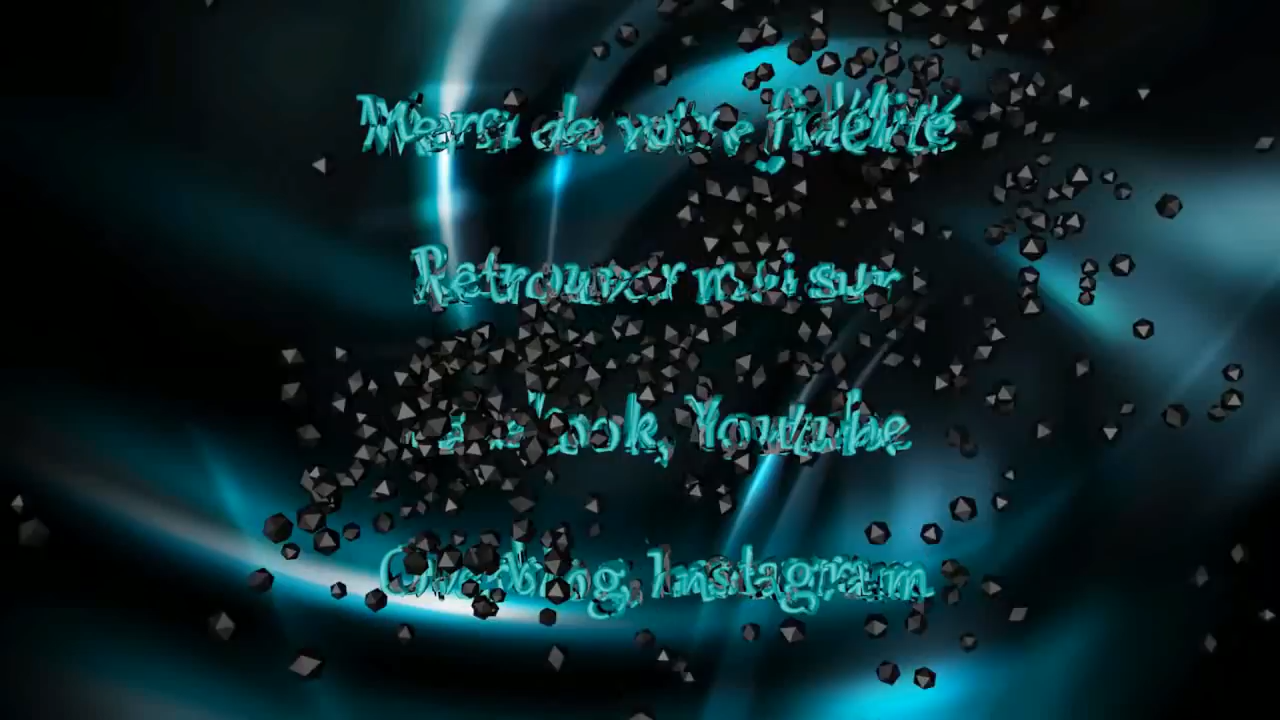 Merci de votre fidélité
Retrouver moi sur
Youtube
Instagram